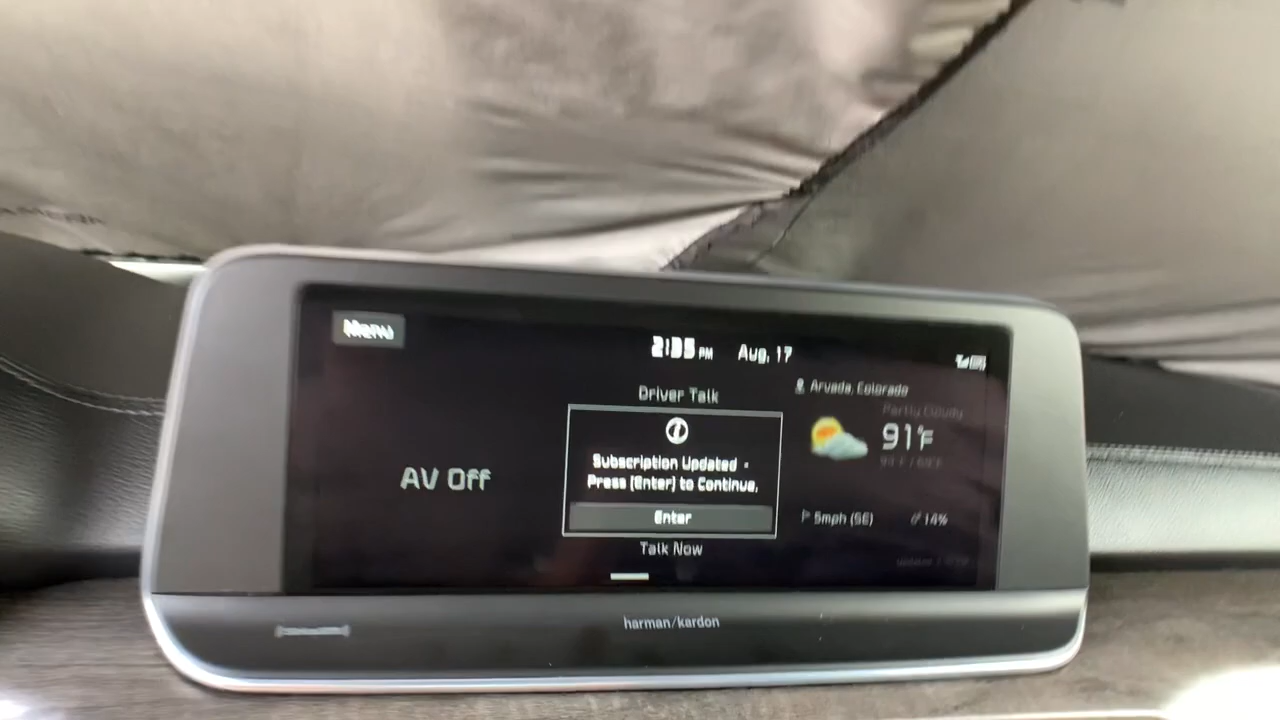 Menu
2:35 PM Aug. 17
Driver Talk
Arvada, Colorado
Partly Cloudy
91°F
AV Off
Subscription Updated -
Press [Enter] to Continue.
Enter
5mph (SE) 14%
Talk Now
harman/kardon